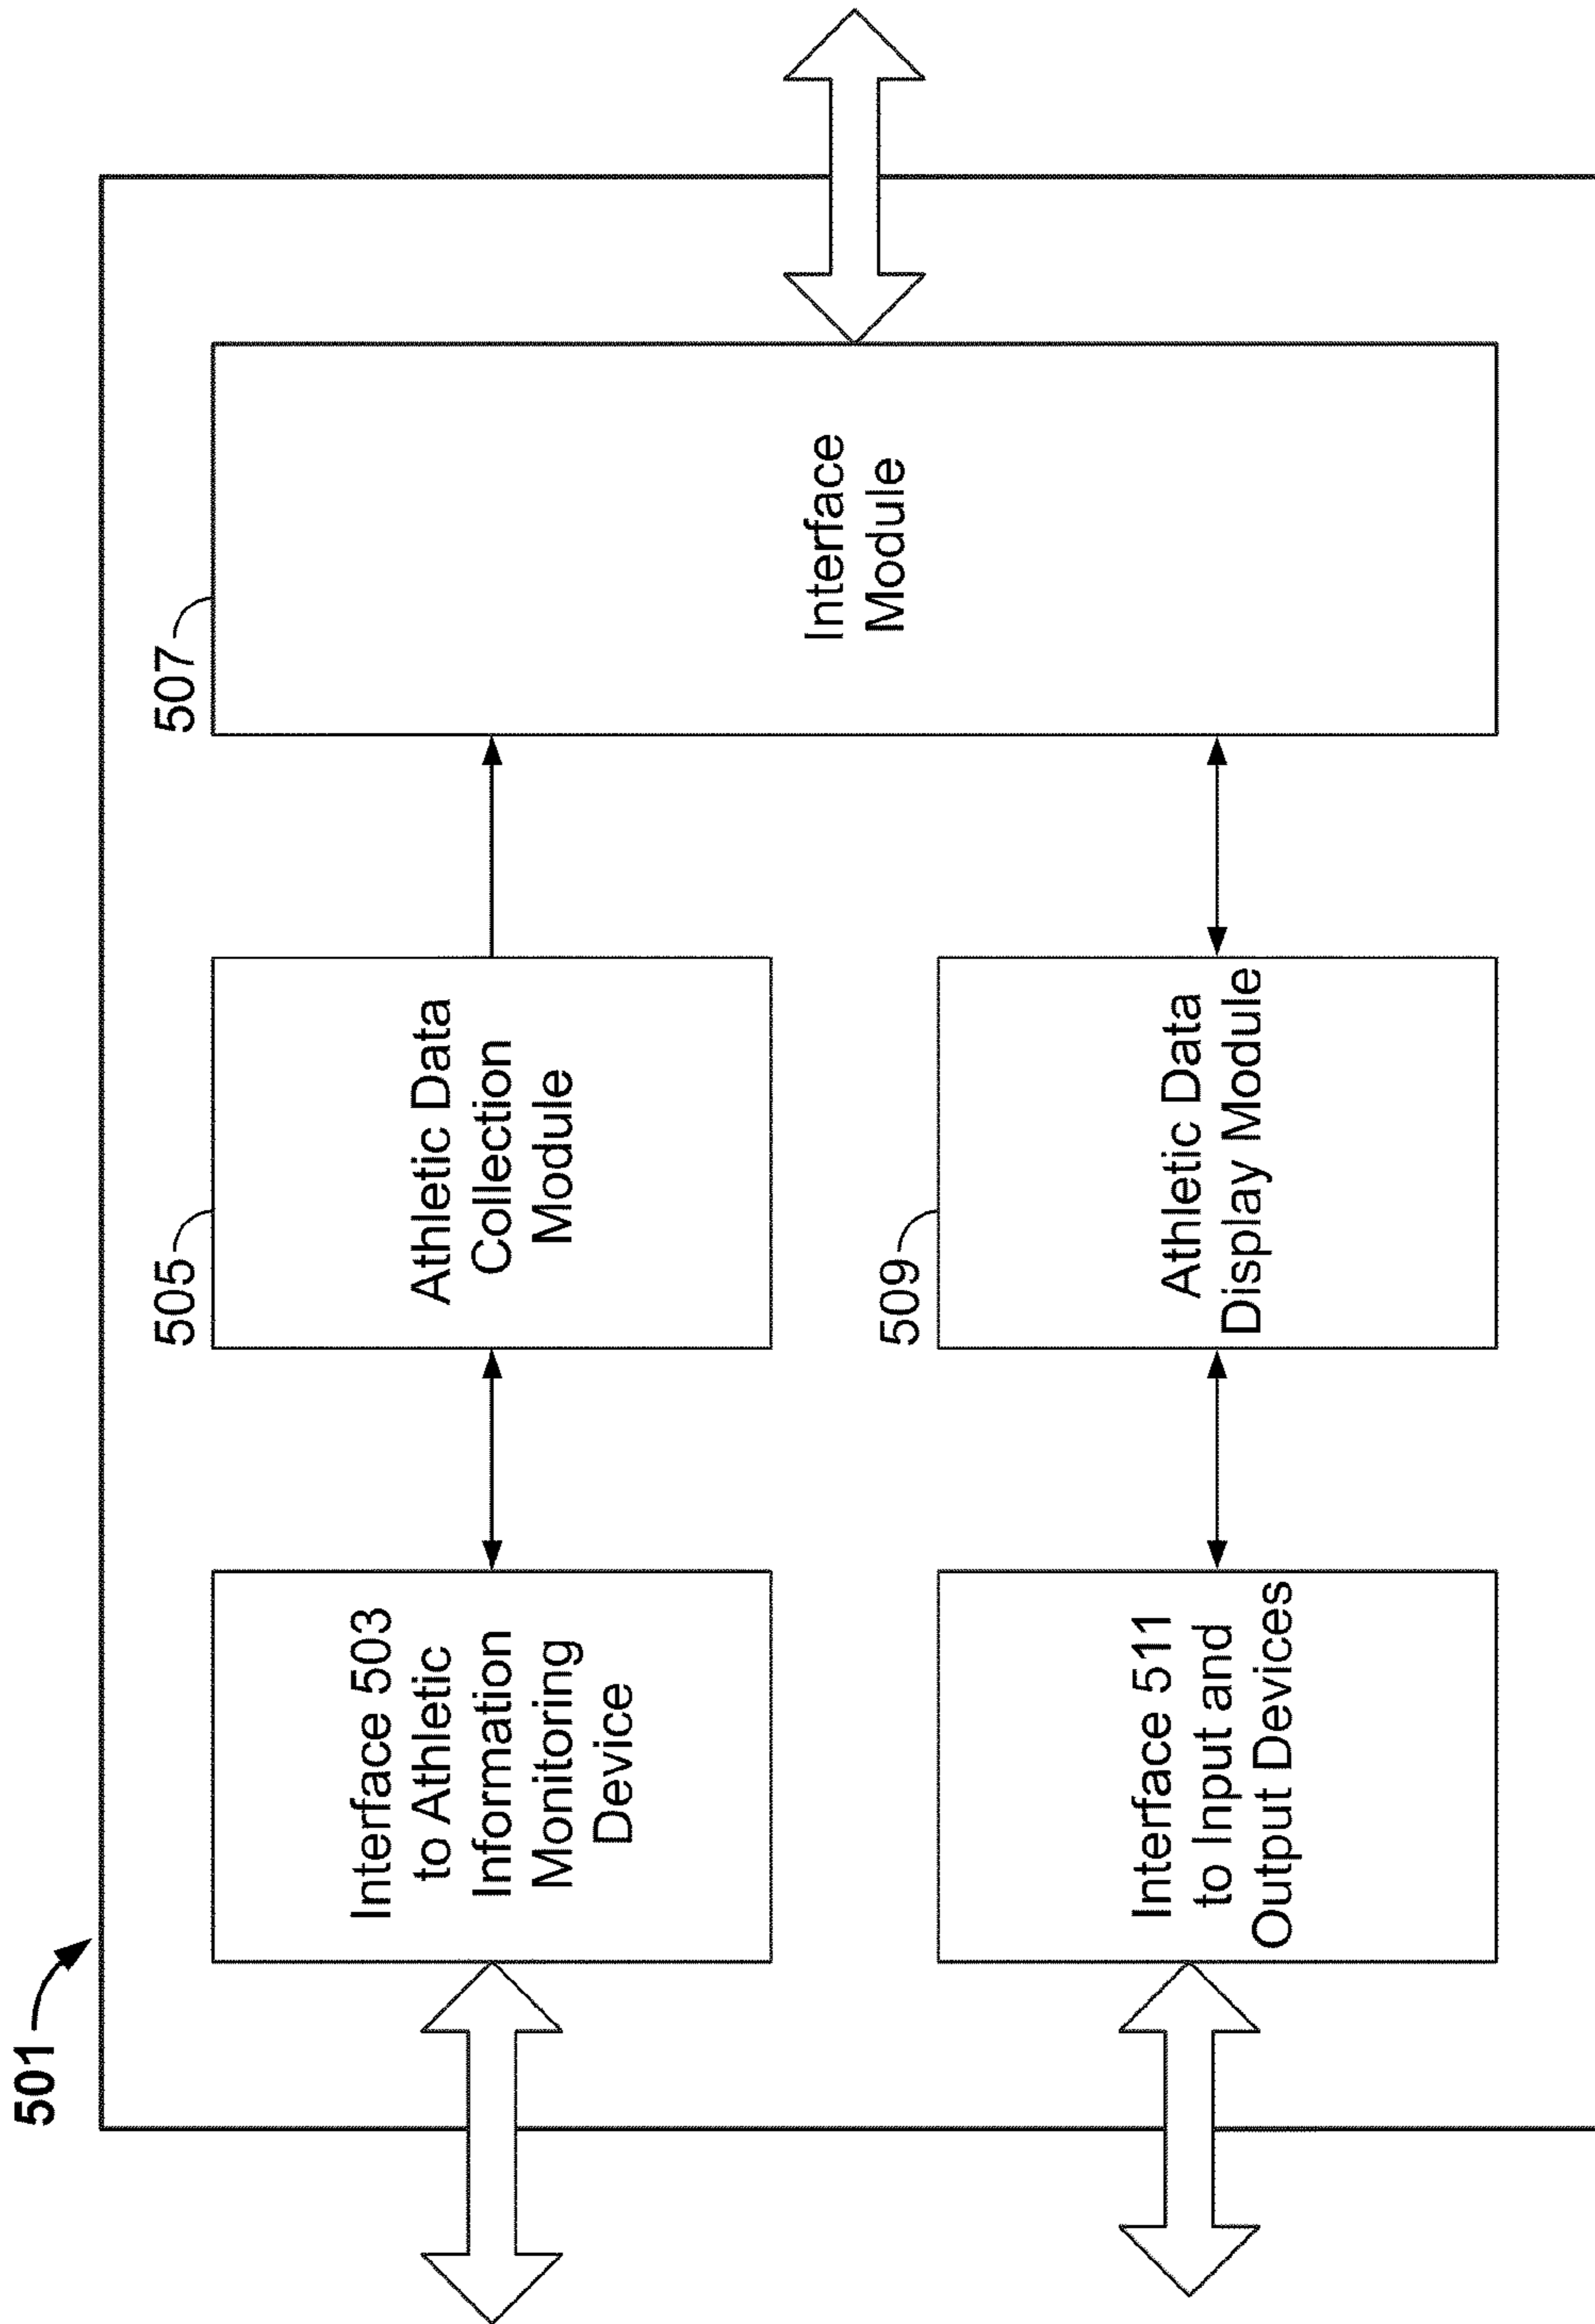 501
Interface 503
to Athletic
Information
Monitoring
Device
505
Athletic Data
Collection
Module
507
Interface
Module
Interface 511
to Input and
Output Devices
509
Athletic Data
Display Module